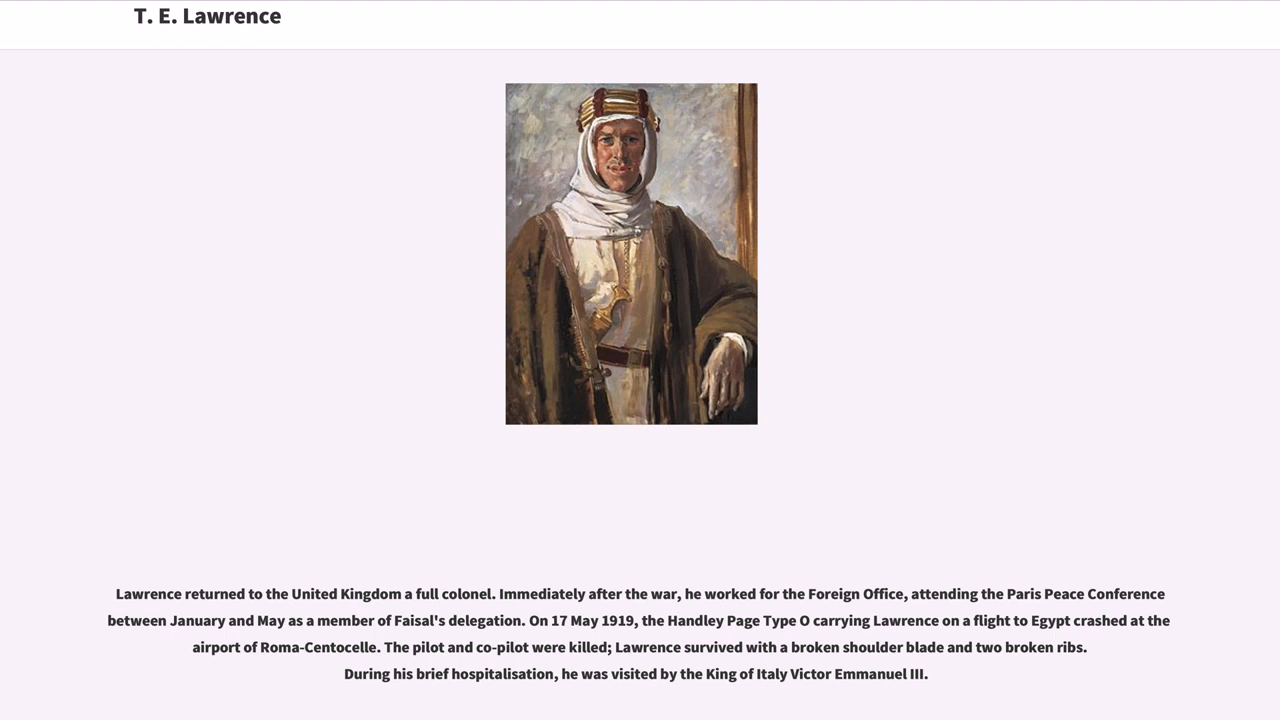 T. E. Lawrence
Lawrence returned to the United Kingdom a full colonel. Immediately after the war, he worked for the Foreign Office, attending the Paris Peace Conference
between January and May as a member of Faisal's delegation. On 17 May 1919, the Handley Page Type O carrying Lawrence on a flight to Egypt crashed at the
airport of Roma-Centocelle. The pilot and co-pilot were killed; Lawrence survived with a broken shoulder blade and two broken ribs.
During his brief hospitalisation, he was visited by the King of Italy Victor Emmanuel III.